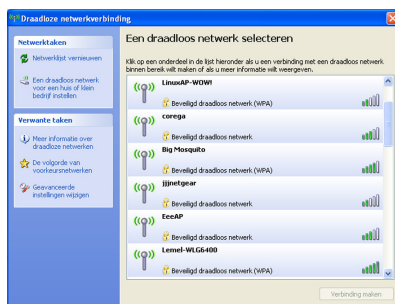 Draadloze netwerkverbinding
Netwerktaken
Netwerklijst vernieuwen
Een draadloos netwerk
voor een huis of klein
bedrijf instellen
Verwante taken
Meer informatie over
draadloze netwerken
De volgorde van
voorkeursnetwerken
Geavanceerde
instellingen wijzigen
Een draadloos netwerk selecteren
Klik op een onderdeel in de lijst hieronder als u een verbinding met een draadloos netwerk
binnen bereik wilt maken of als u meer informatie wilt weergeven.
LinuxAP-WOW!
Beveiligd draadloos netwerk (WPA)
corega
Beveiligd draadloos netwerk
Big Mosquito
Beveiligd draadloos netwerk (WPA)
jjjnetgear
Beveiligd draadloos netwerk
EeeAP
Beveiligd draadloos netwerk
Lemel-WLG6400
Beveiligd draadloos netwerk (WPA)
Verbinding maken